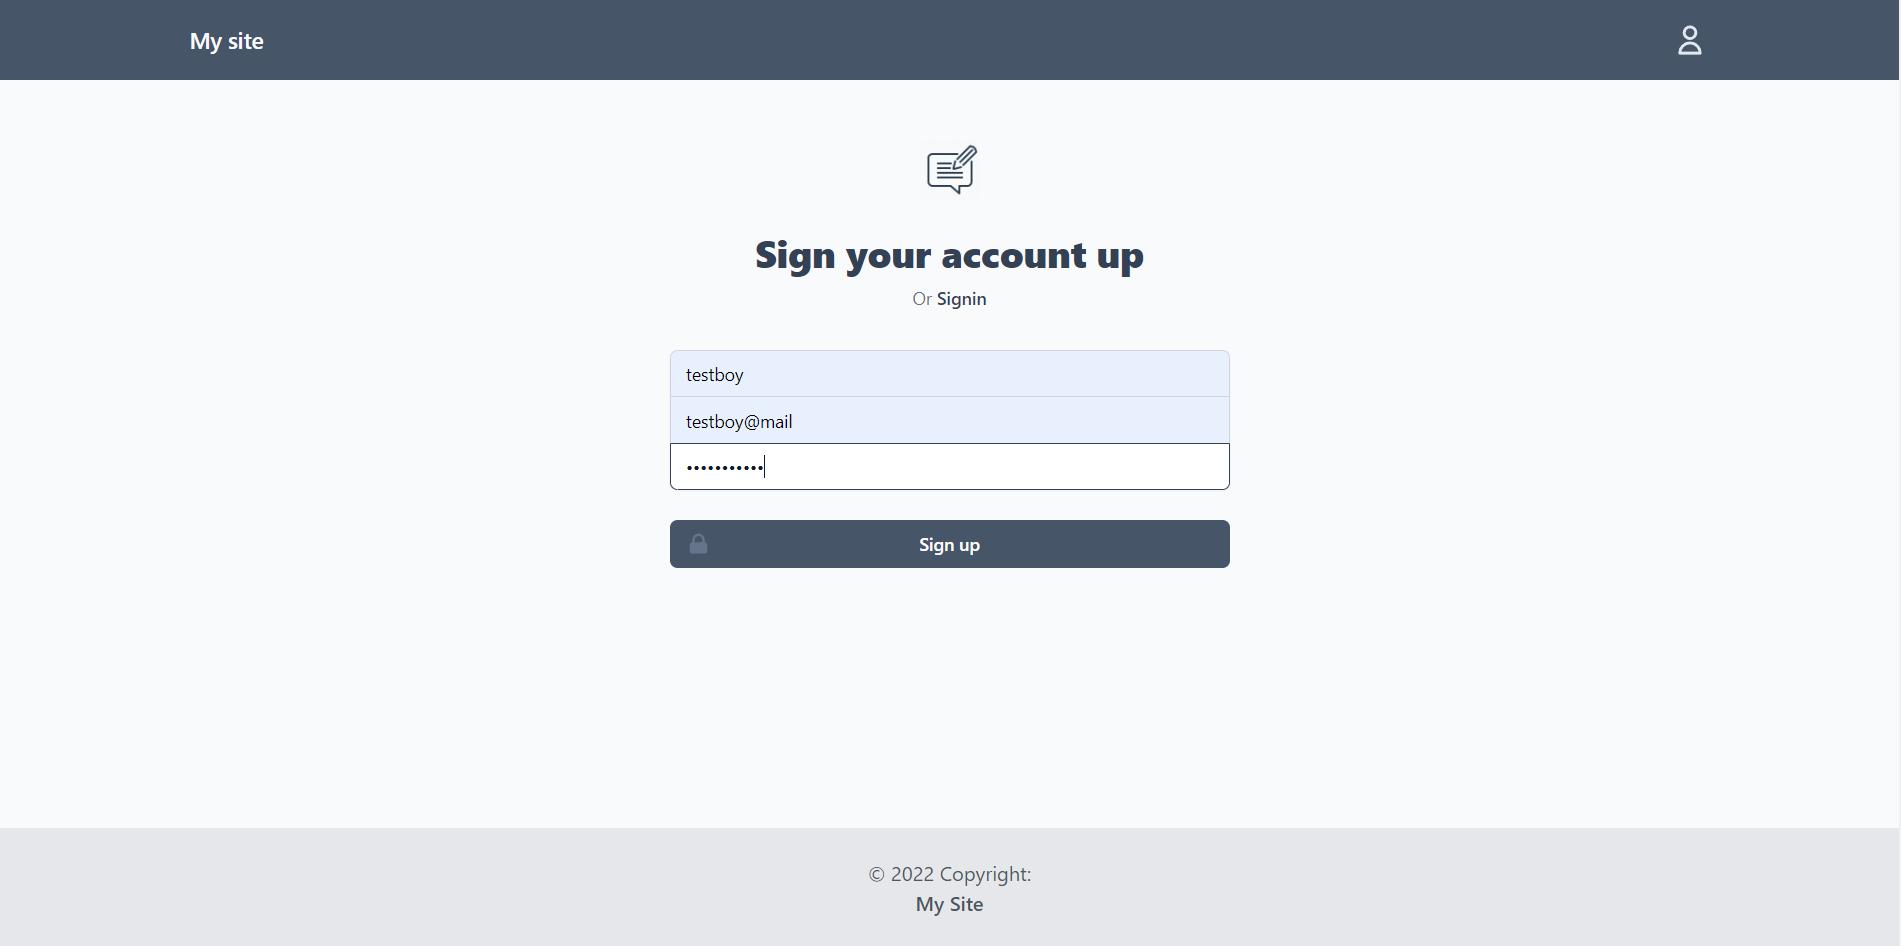 My site
Sign your account up
Or Signin
testboy
testboy@mail
•••••••••••
Sign up
© 2022 Copyright:
My Site